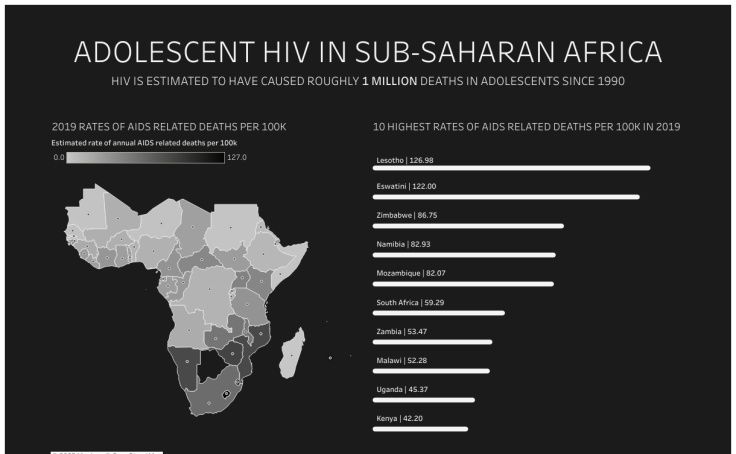 ADOLESCENT HIV IN SUB-SAHARAN AFRICA
HIV IS ESTIMATED TO HAVE CAUSED ROUGHLY 1 MILLION DEATHS IN ADOLESCENTS SINCE 1990
2019 RATES OF AIDS RELATED DEATHS PER 100K
Estimated rate of annual AIDS related deaths per 100k
0.0 127.0
10 HIGHEST RATES OF AIDS RELATED DEATHS PER 100K IN 2019
Lesotho | 126.98
Eswatini | 122.00
Zimbabwe | 86.75
Namibia | 82.93
Mozambique | 82.07
South Africa | 59.29
Zambia | 53.47
Malawi | 52.28
Uganda | 45.37
Kenya | 42.20